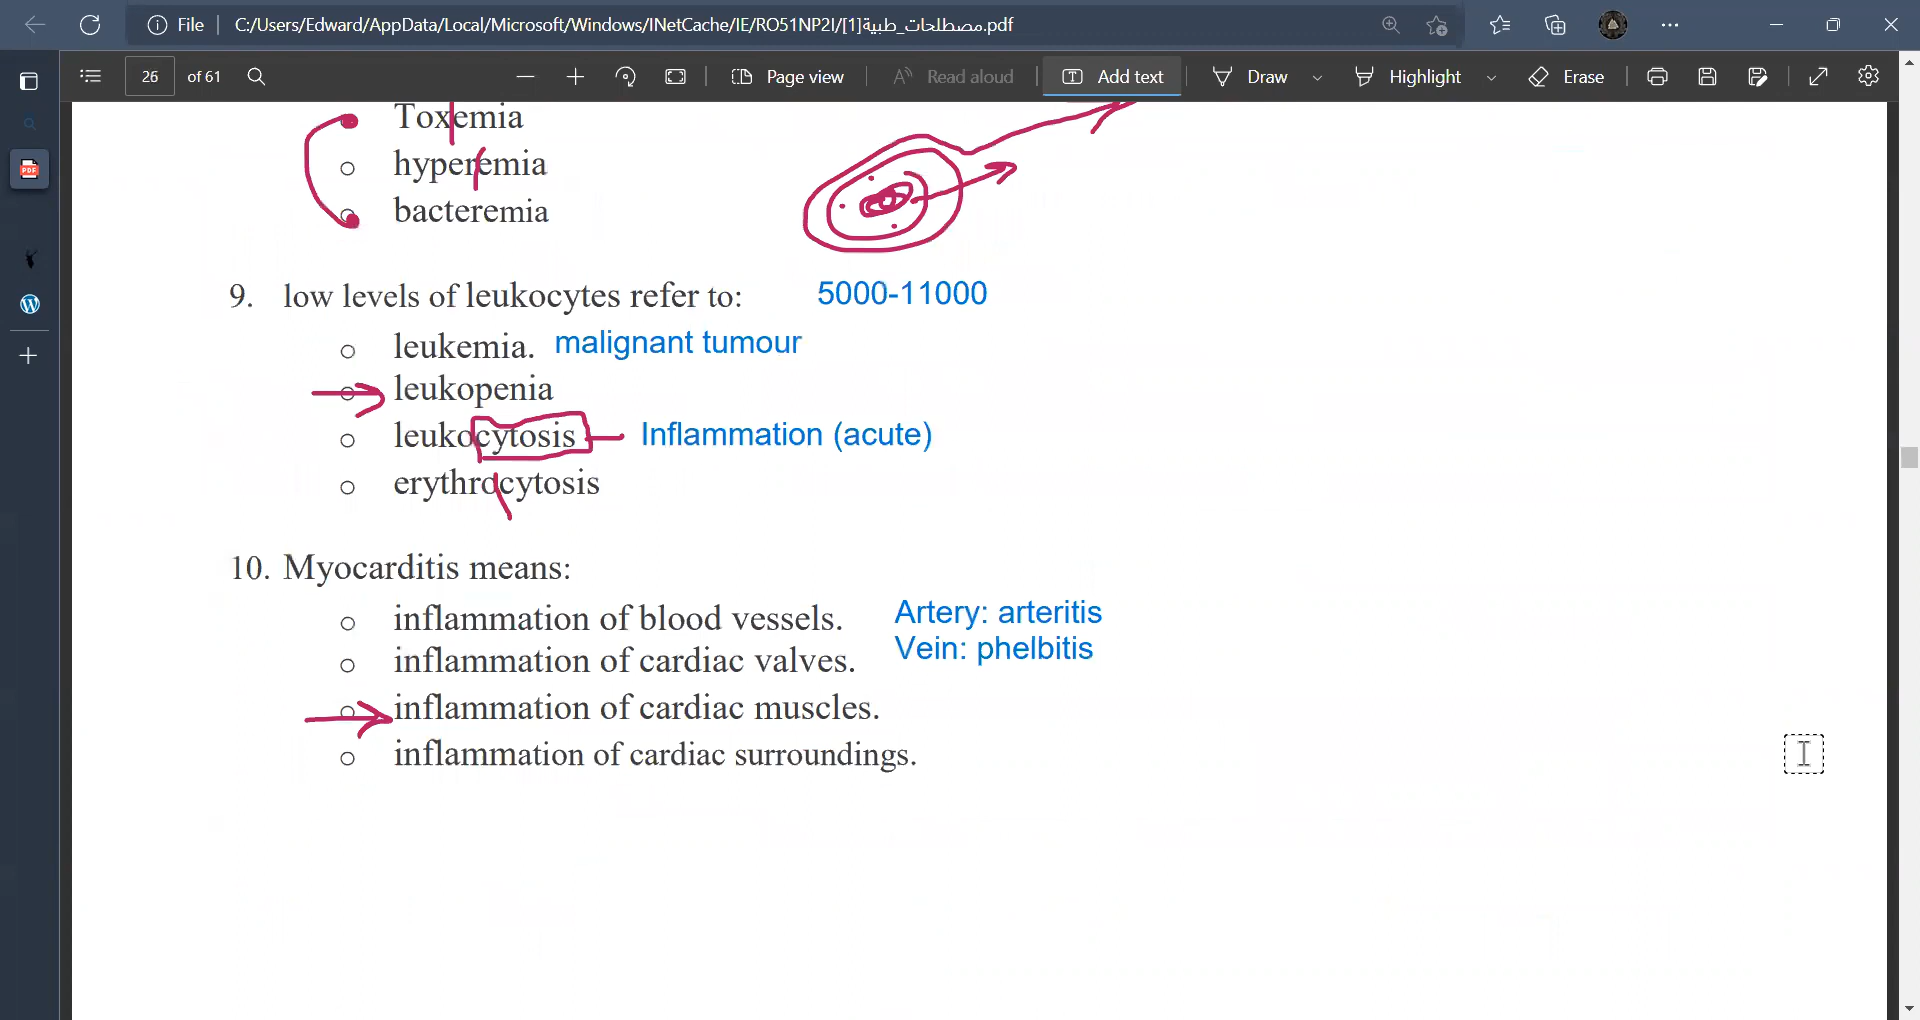 File
C:/Users/Edward/AppData/Local/Microsoft/Windows/INetCache/IE/RO51NP2I/[1]مصطلحات_طبية.pdf
26 of 61
Page view
Read aloud
Add text
Draw
Highlight
Erase
PDF
Toxemia
hyperemia
bacteremia
9. low levels of leukocytes refer to: 5000-11000
leukemia. malignant tumour
leukopenia
leukocytosis Inflammation (acute)
erythrocytosis
10. Myocarditis means:
inflammation of blood vessels. Artery: arteritis
Vein: phelbitis
inflammation of cardiac valves.
inflammation of cardiac muscles.
inflammation of cardiac surroundings.